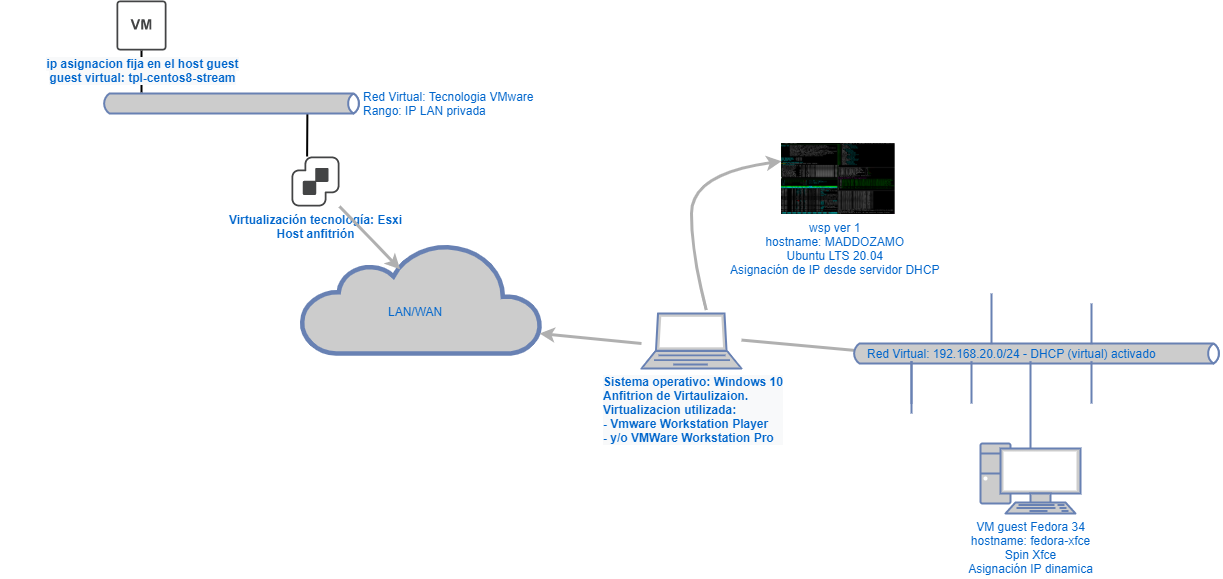 VM
ip asignacion fija en el host guest
guest virtual: tpl-centos8-stream
Red Virtual: Tecnologia VMware
Rango: IP LAN privada
Virtualización tecnología: Esxi
Host anfitrión
LAN/WAN
wsp ver 1
hostname: MADDOZAMO
Ubuntu LTS 20.04
Asignación de IP desde servidor DHCP
Red Virtual: 192.168.20.0/24 - DHCP (virtual) activado
Sistema operativo: Windows 10
Anfitrion de Virtaulizaion.
Virtualizacion utilizada:
- Vmware Workstation Player
- y/o VMWare Workstation Pro
VM guest Fedora 34
hostname: fedora-xfce
Spin Xfce
Asignación IP dinamica